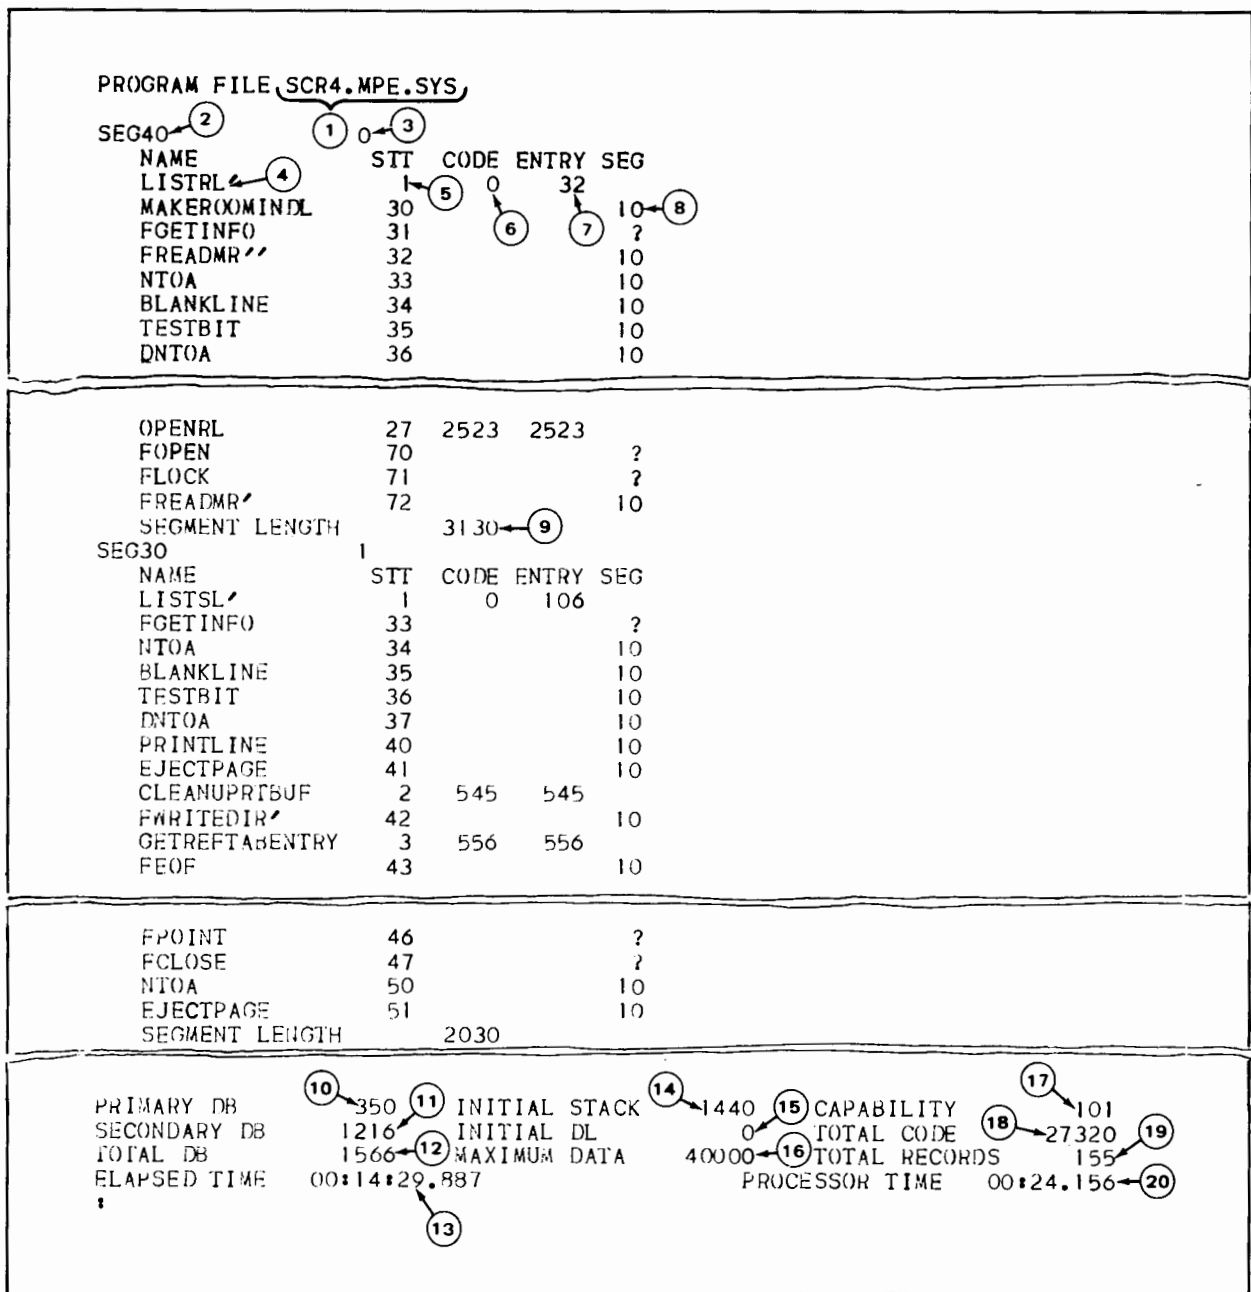 PROGRAM FILE SCR4.MPE.SYS
SEG40 2 1 0 3
NAME STT CODE ENTRY SEG
LISTRL' 4 1 5 0 32
MAKEROOMINDL 30 6 7 10 8
FGETINFO 31 ?
FREADMR'' 32 10
NTOA 33 10
BLANKLINE 34 10
TESTBIT 35 10
DNTOA 36 10
OPENRL 27 2523 2523
FOPEN 70 ?
FLOCK 71 ?
FREADMR' 72 10
SEGMENT LENGTH 3130 9
SEG30 1
NAME STT CODE ENTRY SEG
LISTSL' 1 0 106
FGETINFO 33 ?
NTOA 34 10
BLANKLINE 35 10
TESTBIT 36 10
DNTOA 37 10
PRINTLINE 40 10
EJECTPAGE 41 10
CLEANUPRTBUF 2 545 545
FWRITEDIR' 42 10
GETREFTABENTRY 3 556 556
FEOF 43 10
FPOINT 46 ?
FCLOSE 47 ?
NTOA 50 10
EJECTPAGE 51 10
SEGMENT LENGTH 2030
PRIMARY DB 10 350 INITIAL STACK 14 1440 CAPABILITY 17 101
SECONDARY DB 1216 11 INITIAL DL 0 15 TOTAL CODE 18 27320
TOTAL DB 1566 12 MAXIMUM DATA 40000 16 TOTAL RECORDS 155 19
ELAPSED TIME 00:14:29.887 PROCESSOR TIME 00:24.156 20
:
13